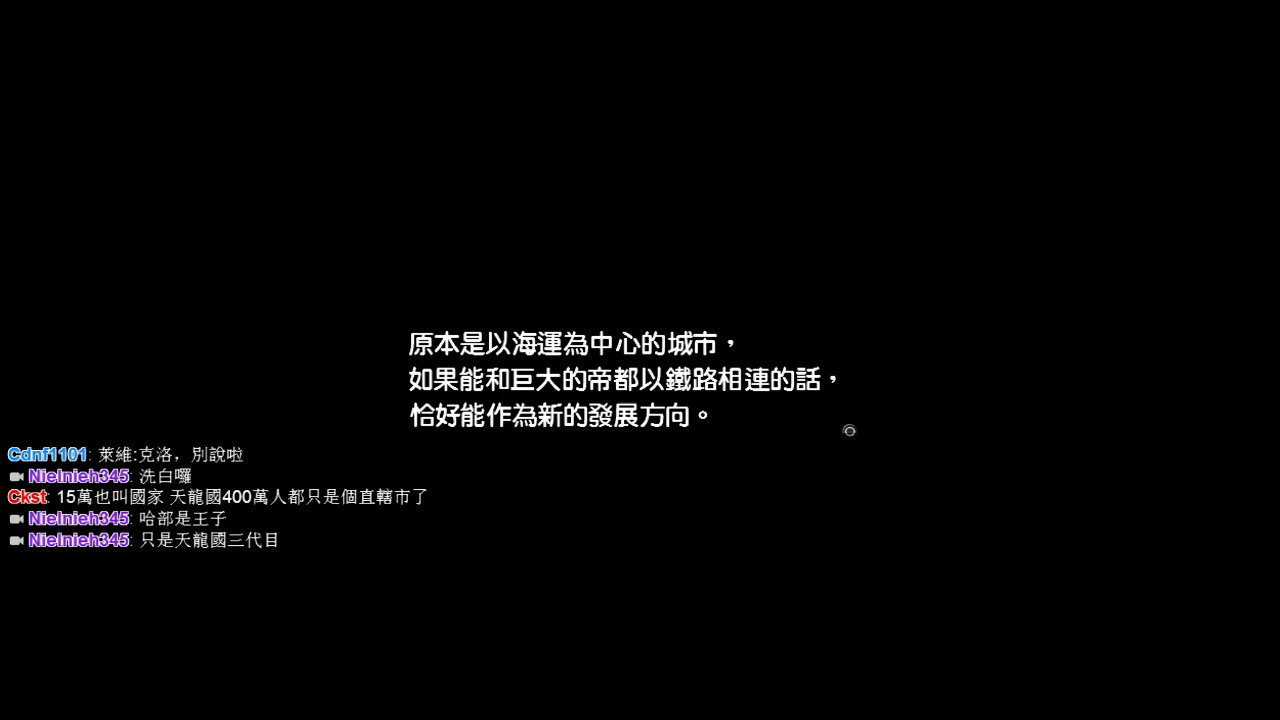 原本是以海運為中心的城市，
如果能和巨大的帝都以鐵路相連的話，
恰好能作為新的發展方向。
Cdnf1101: 萊維:克洛，別說啦
Nielnieh345: 洗白囉
Ckst: 15萬也叫國家 天龍國400萬人都只是個直轄市了
Nielnieh345: 哈部是王子
Nielnieh345: 只是天龍國三代目